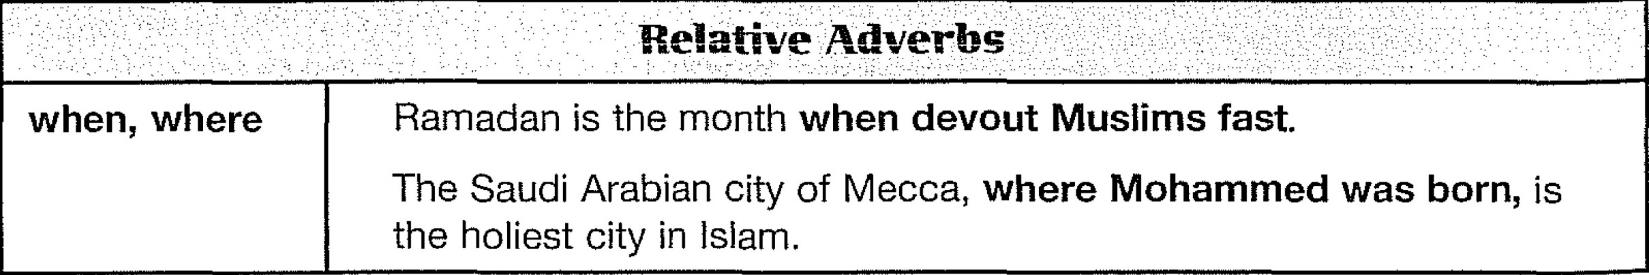 Relative Adverbs
when, where
Ramadan is the month when devout Muslims fast.
The Saudi Arabian city of Mecca, where Mohammed was born, is
the holiest city in Islam.